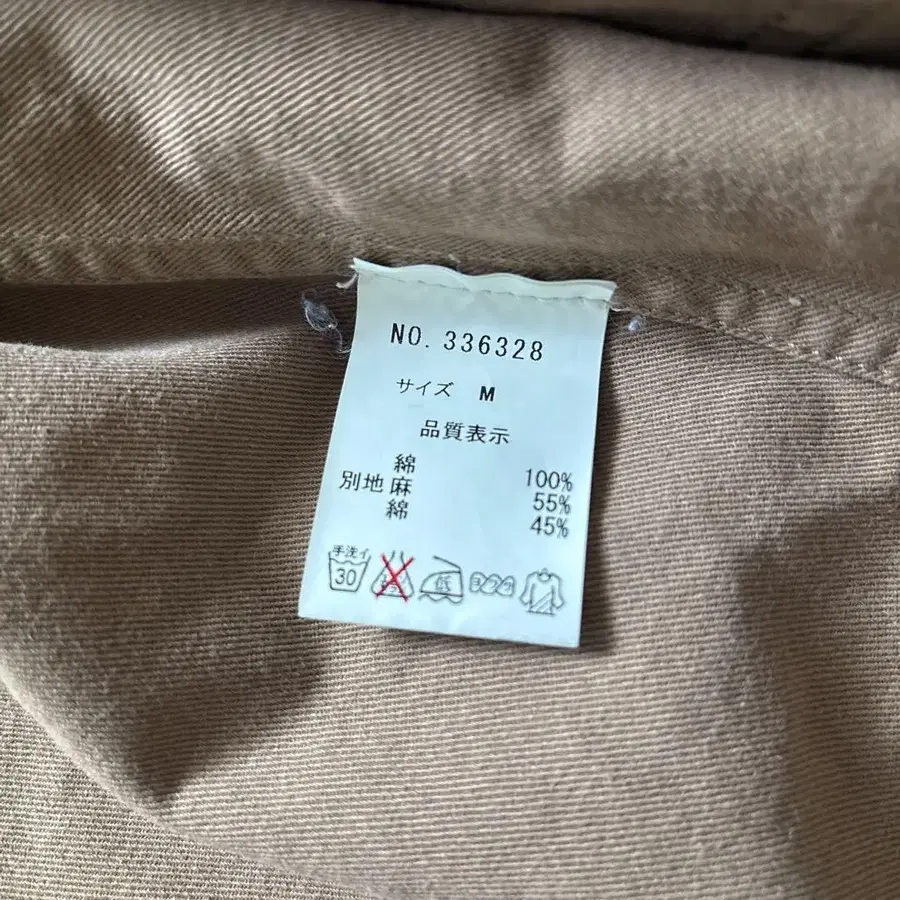 NO. 336328
サイズ M
品質表示
綿 100%
別地 麻 55%
綿 45%
手洗イ
30
低